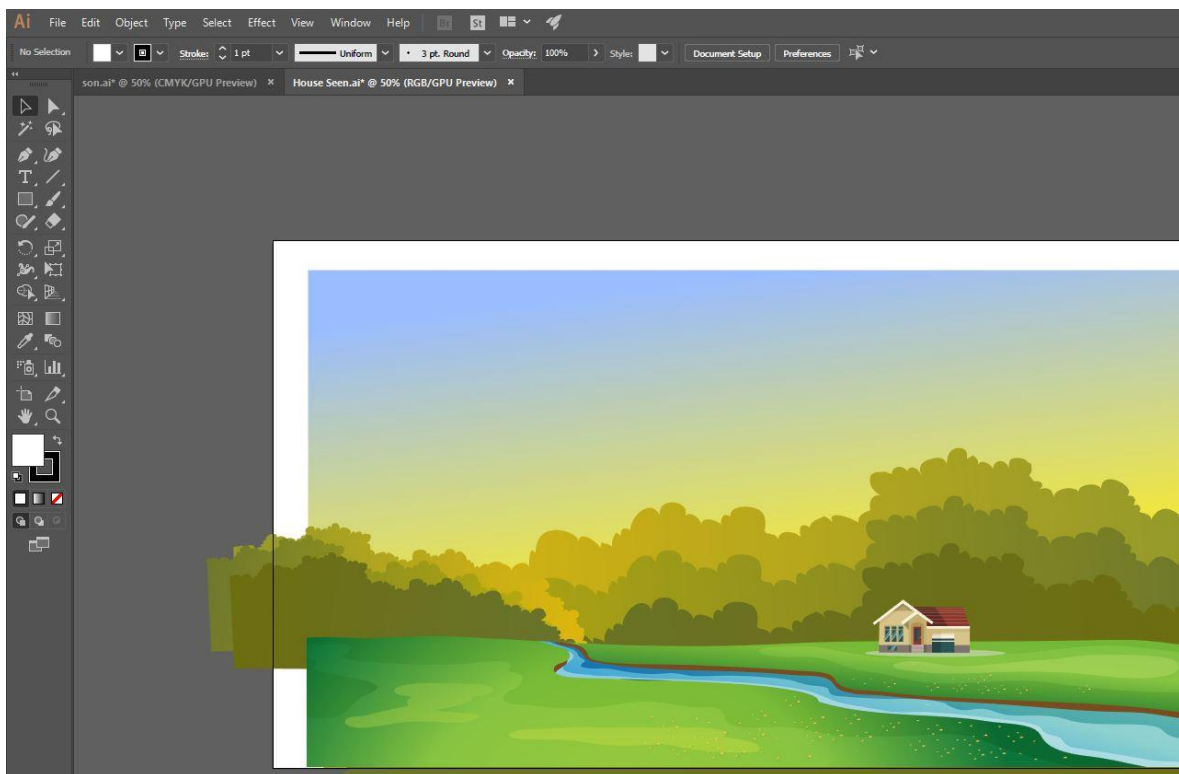 Ai File Edit Object Type Select Effect View Window Help Br St
No Selection Stroke: 1 pt Uniform 3 pt. Round Opacity: 100% Style: Document Setup Preferences
son.ai* @ 50% (CMYK/GPU Preview) × House Seen.ai* @ 50% (RGB/GPU Preview) ×